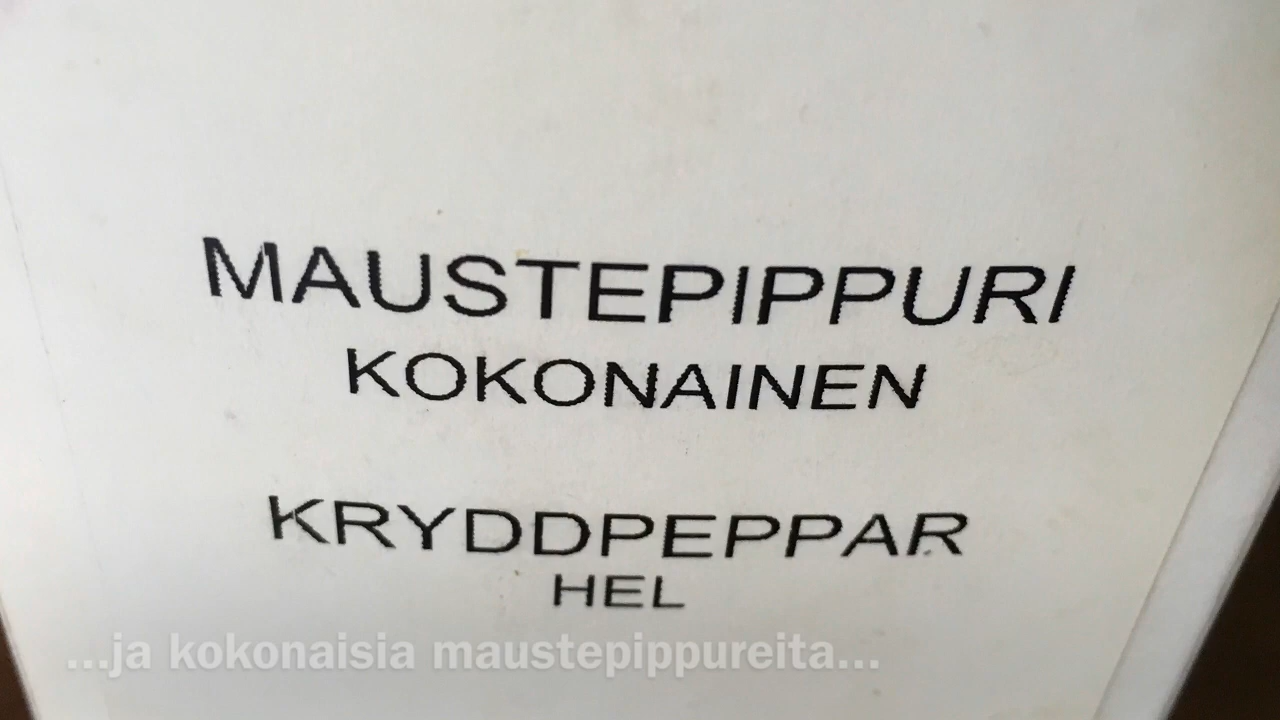 MAUSTEPIPPURI
KOKONAINEN
KRYDDPEPPAR
HEL
...ja kokonaisia maustepippureita...